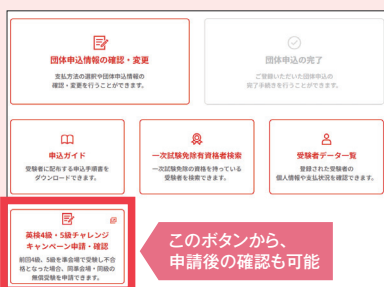 団体申込情報の確認・変更
支払方法の選択や団体申込情報の
確認・変更を行うことができます。
団体申込の完了
ご登録いただいた団体申込の
完了手続きを行うことができます。
申込ガイド
受験者に配布する申込手順書を
ダウンロードできます。
一次試験免除有資格者検索
一次試験免除の資格を持っている
受験者を検索できます。
受験者データ一覧
登録された受験者の
個人情報や支払状況を確認できます。
英検4級・5級チャレンジ
キャンペーン申請・確認
前回4級、5級を準会場で受験し不合
格となった場合、同準会場・同級の
無償受験を申請できます。
このボタンから、
申請後の確認も可能